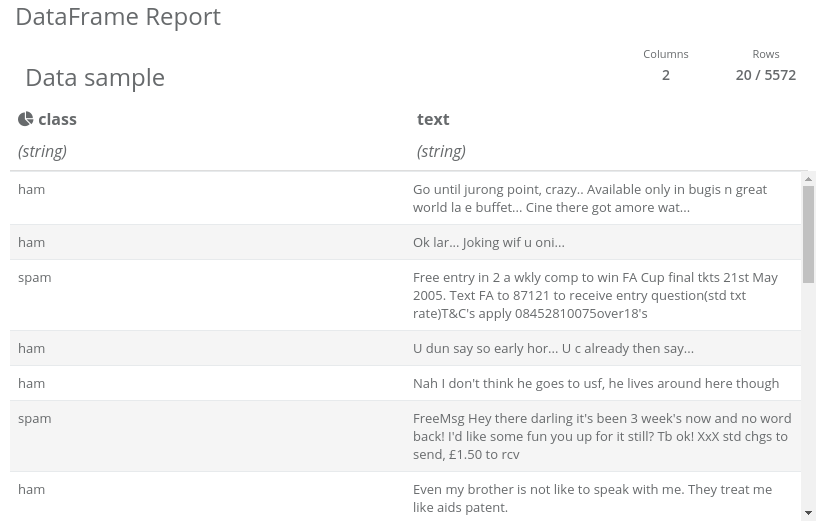 DataFrame Report
Data sample
Columns
2
Rows
20 / 5572
class
text
(string)
(string)
ham
Go until jurong point, crazy.. Available only in bugis n great
world la e buffet... Cine there got amore wat...
ham
Ok lar... Joking wif u oni...
spam
Free entry in 2 a wkly comp to win FA Cup final tkts 21st May
2005. Text FA to 87121 to receive entry question(std txt
rate)T&C's apply 08452810075over18's
ham
U dun say so early hor... U c already then say...
ham
Nah I don't think he goes to usf, he lives around here though
spam
FreeMsg Hey there darling it's been 3 week's now and no word
back! I'd like some fun you up for it still? Tb ok! XxX std chgs to
send, £1.50 to rcv
ham
Even my brother is not like to speak with me. They treat me
like aids patent.